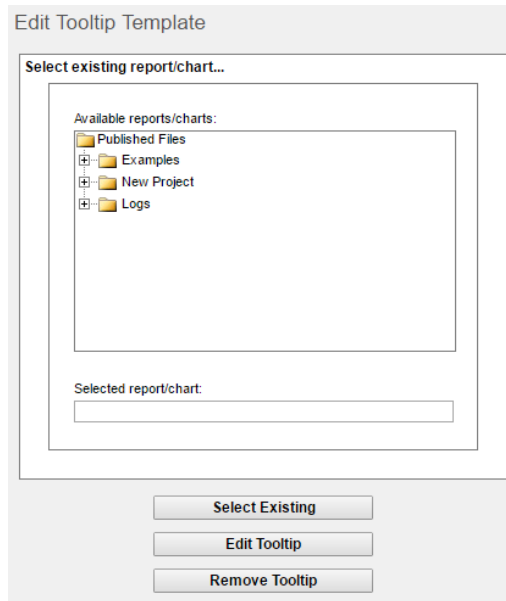 Edit Tooltip Template
Select existing report/chart...
Available reports/charts:
Published Files
Examples
New Project
Logs
Selected report/chart:
Select Existing
Edit Tooltip
Remove Tooltip